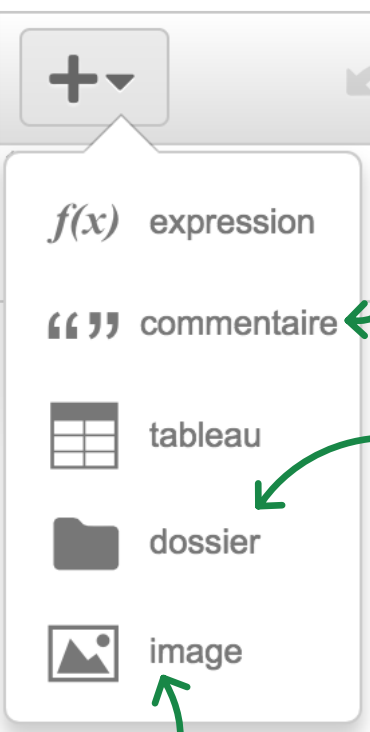 f(x) expression
“ ” commentaire
tableau
dossier
image